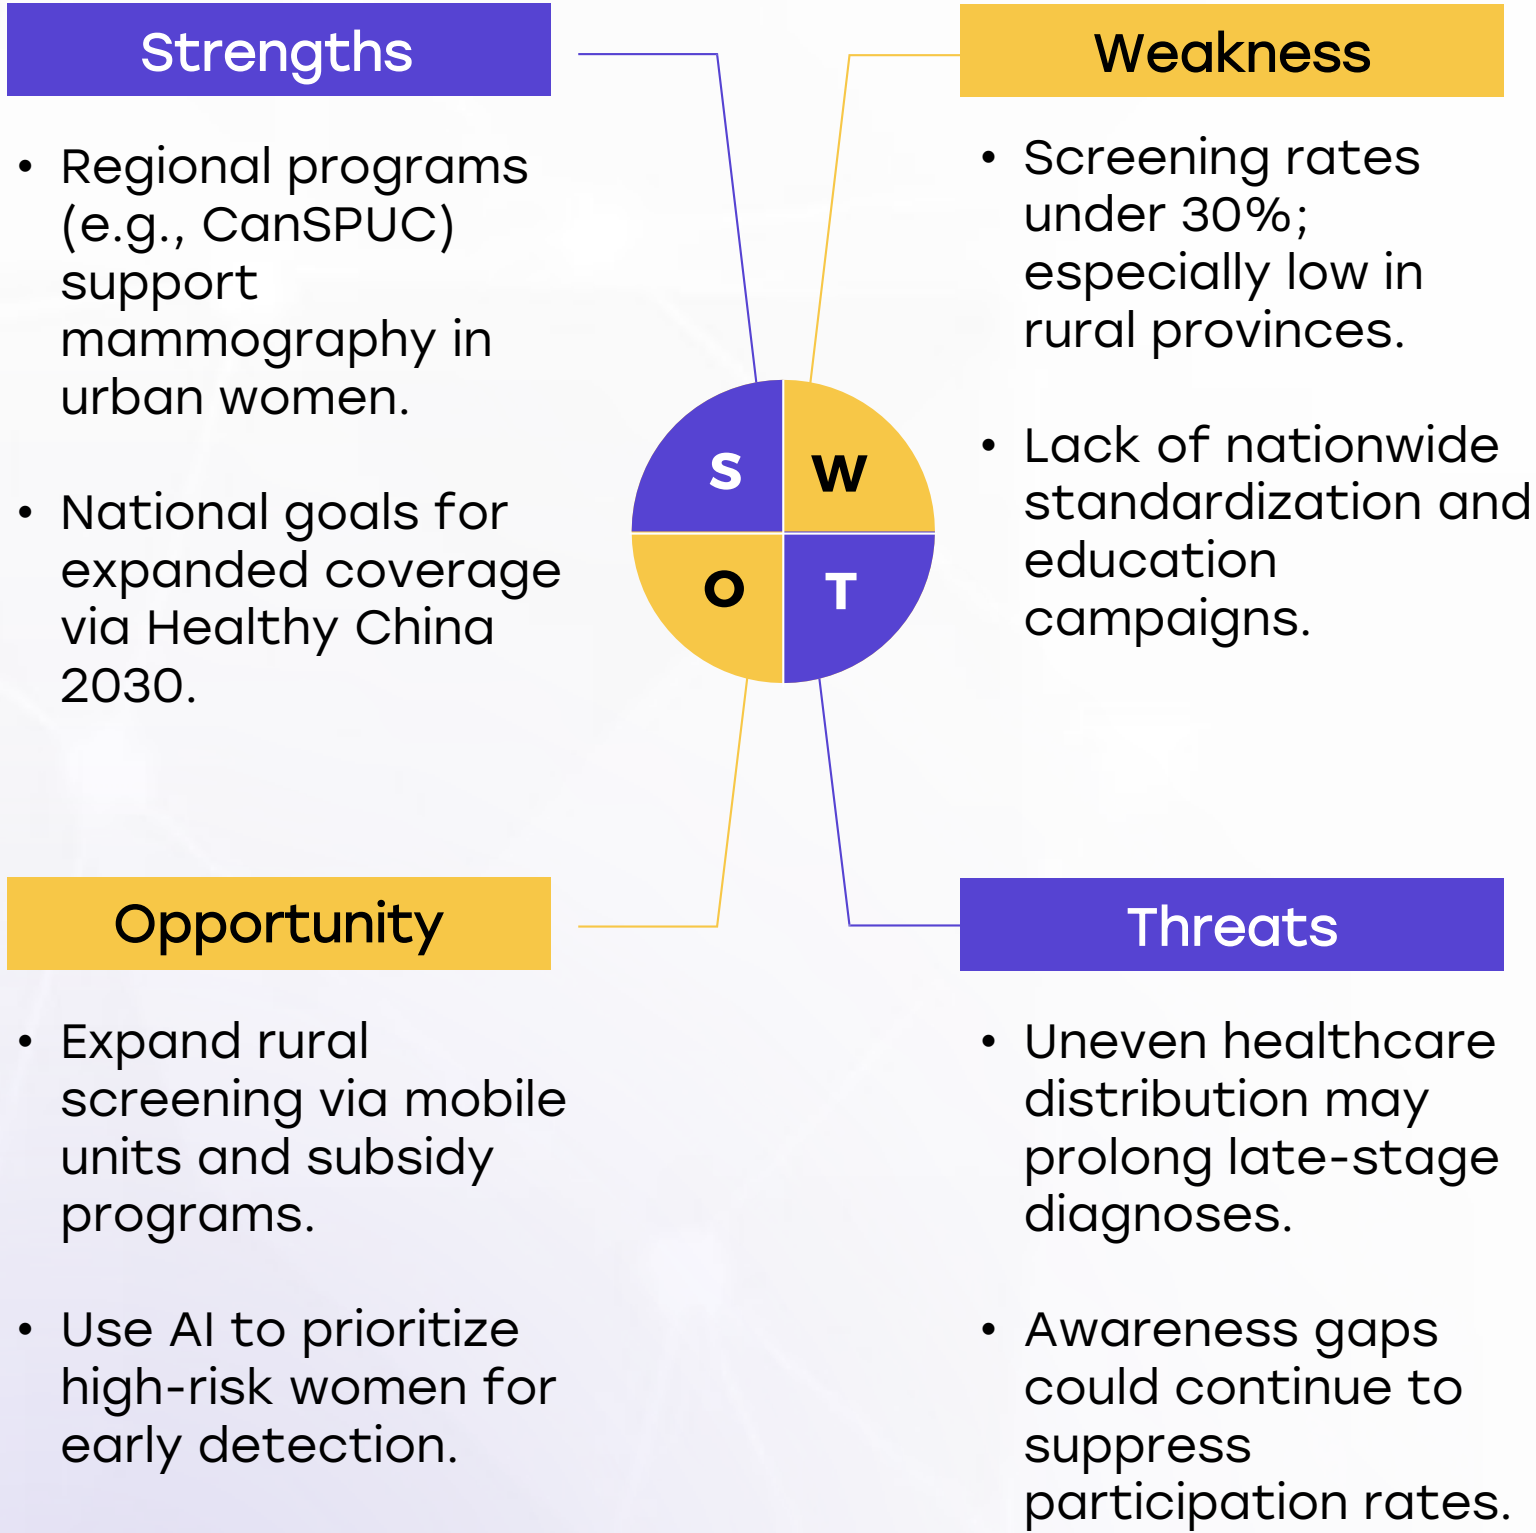 Strengths
• Regional programs
(e.g., CanSPUC)
support
mammography in
urban women.
• National goals for
expanded coverage
via Healthy China
2030.
Weakness
• Screening rates
under 30%;
especially low in
rural provinces.
• Lack of nationwide
standardization and
education
campaigns.
S
W
O
T
Opportunity
• Expand rural
screening via mobile
units and subsidy
programs.
• Use AI to prioritize
high-risk women for
early detection.
Threats
• Uneven healthcare
distribution may
prolong late-stage
diagnoses.
• Awareness gaps
could continue to
suppress
participation rates.